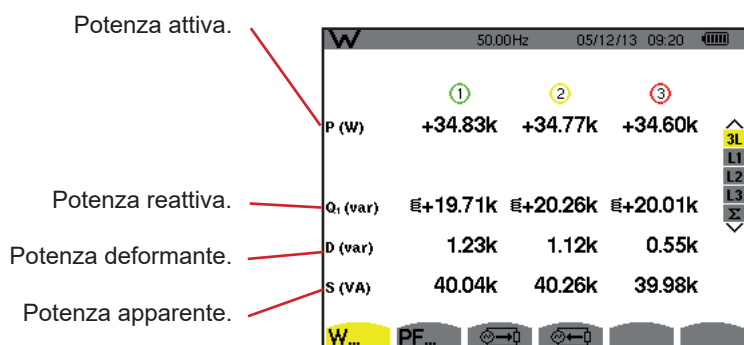 Potenza attiva.
W 50.00Hz 05/12/13 09:20
1 2 3
P (W) +34.83k +34.77k +34.60k
3L
L1
L2
L3
Σ
Potenza reattiva.
Q₁ (var) +19.71k +20.26k +20.01k
Potenza deformante.
D (var) 1.23k 1.12k 0.55k
Potenza apparente.
S (VA) 40.04k 40.26k 39.98k
W... PF...